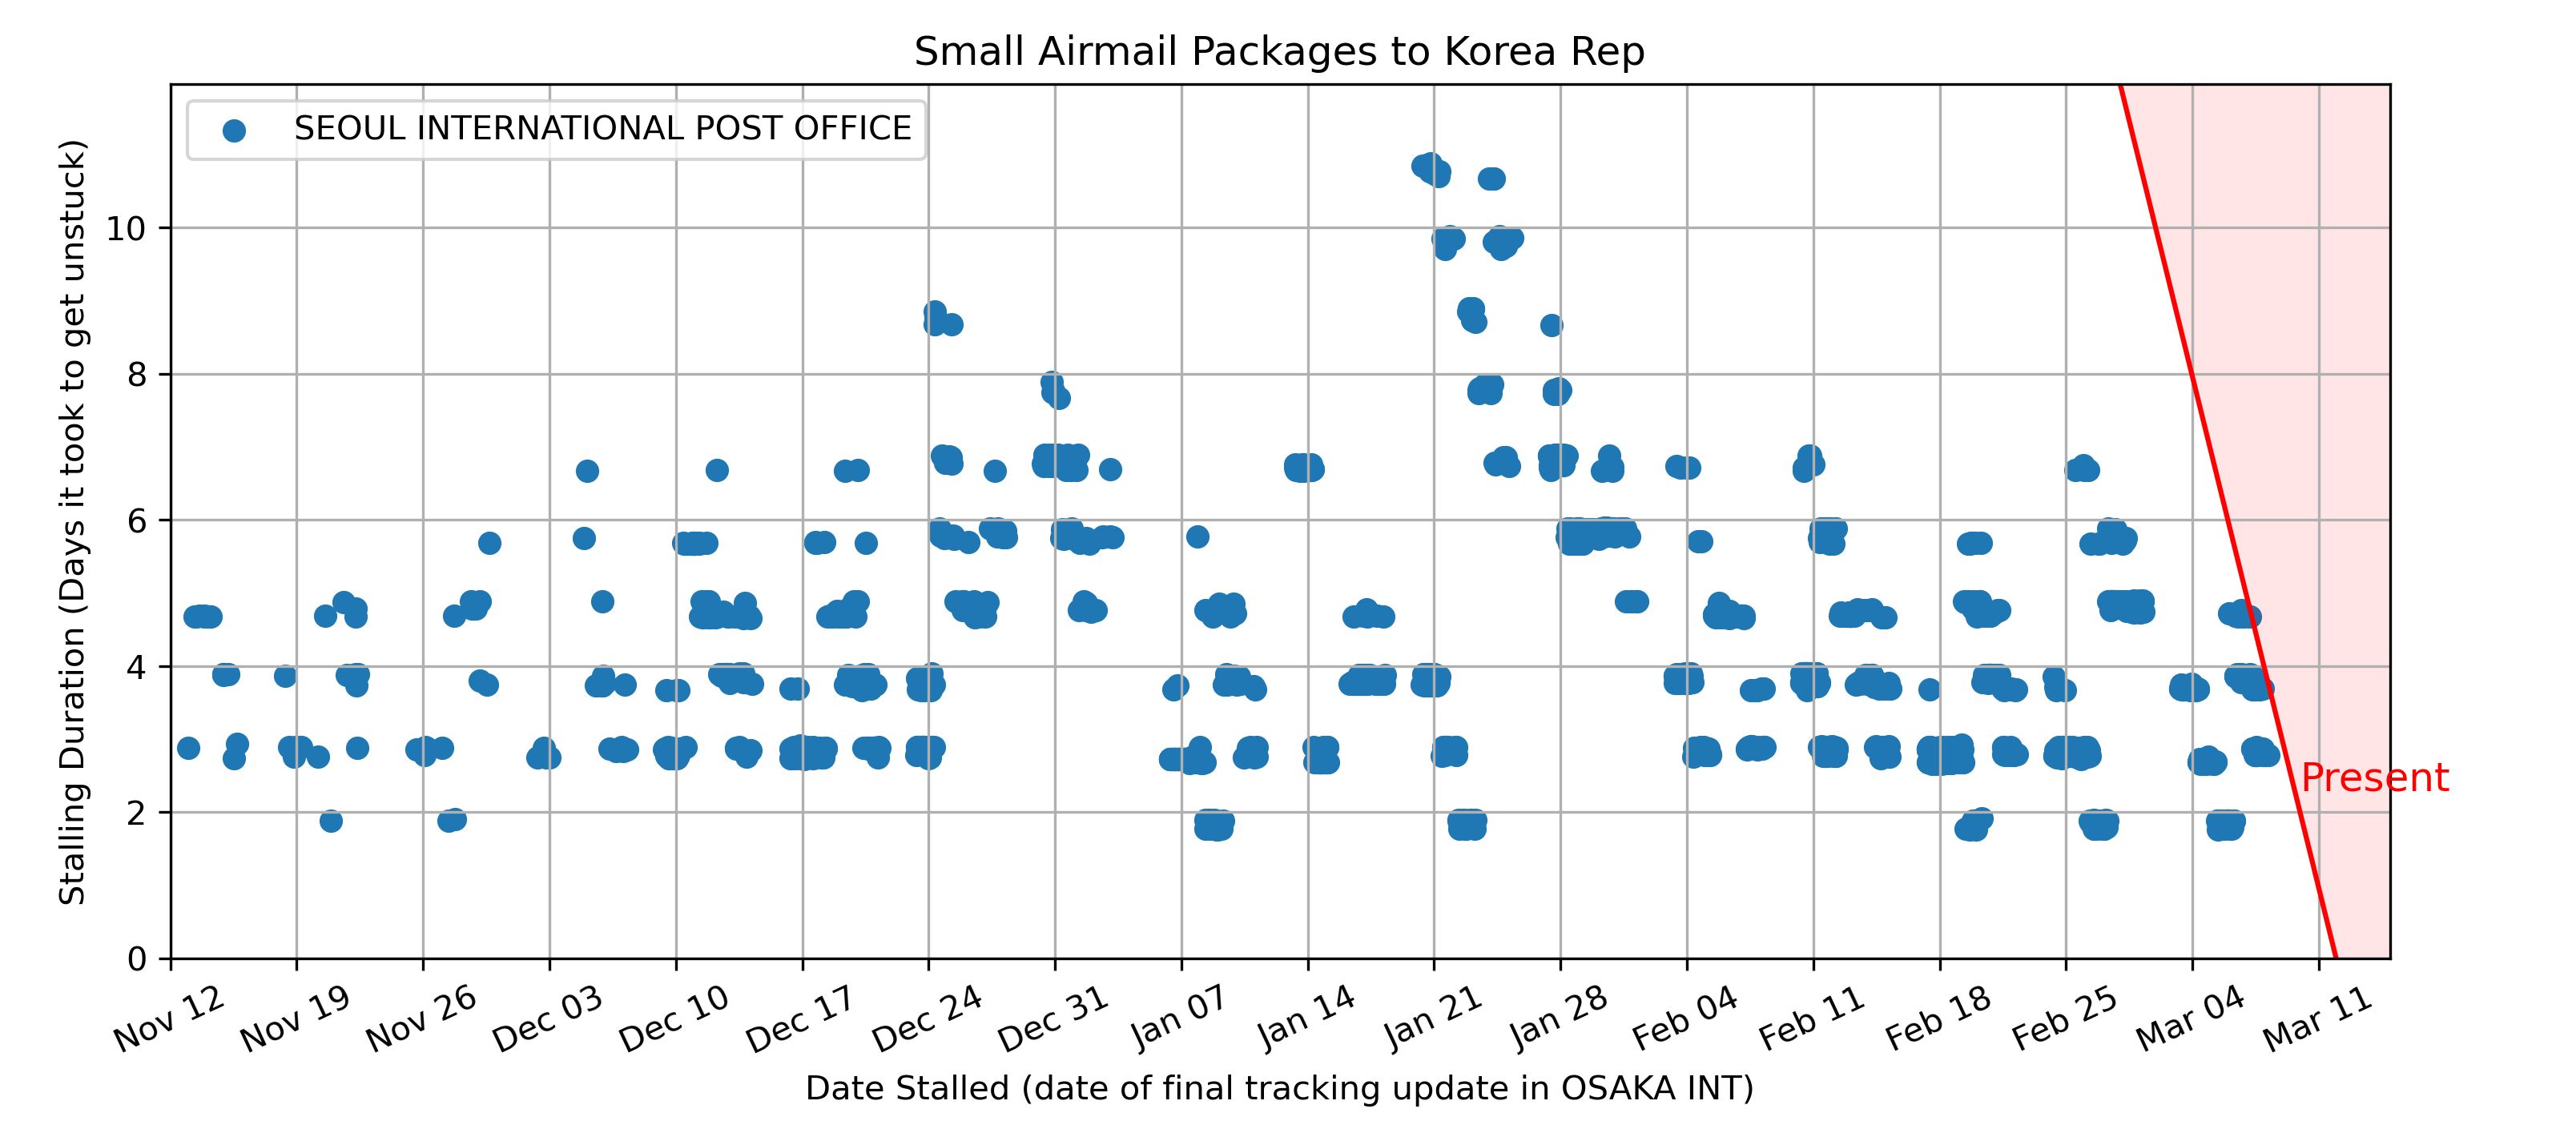 Small Airmail Packages to Korea Rep
SEOUL INTERNATIONAL POST OFFICE
Stalling Duration (Days it took to get unstuck)
10
8
6
4
2
0
Present
Nov 12 Nov 19 Nov 26 Dec 03 Dec 10 Dec 17 Dec 24 Dec 31 Jan 07 Jan 14 Jan 21 Jan 28 Feb 04 Feb 11 Feb 18 Feb 25 Mar 04 Mar 11
Date Stalled (date of final tracking update in OSAKA INT)